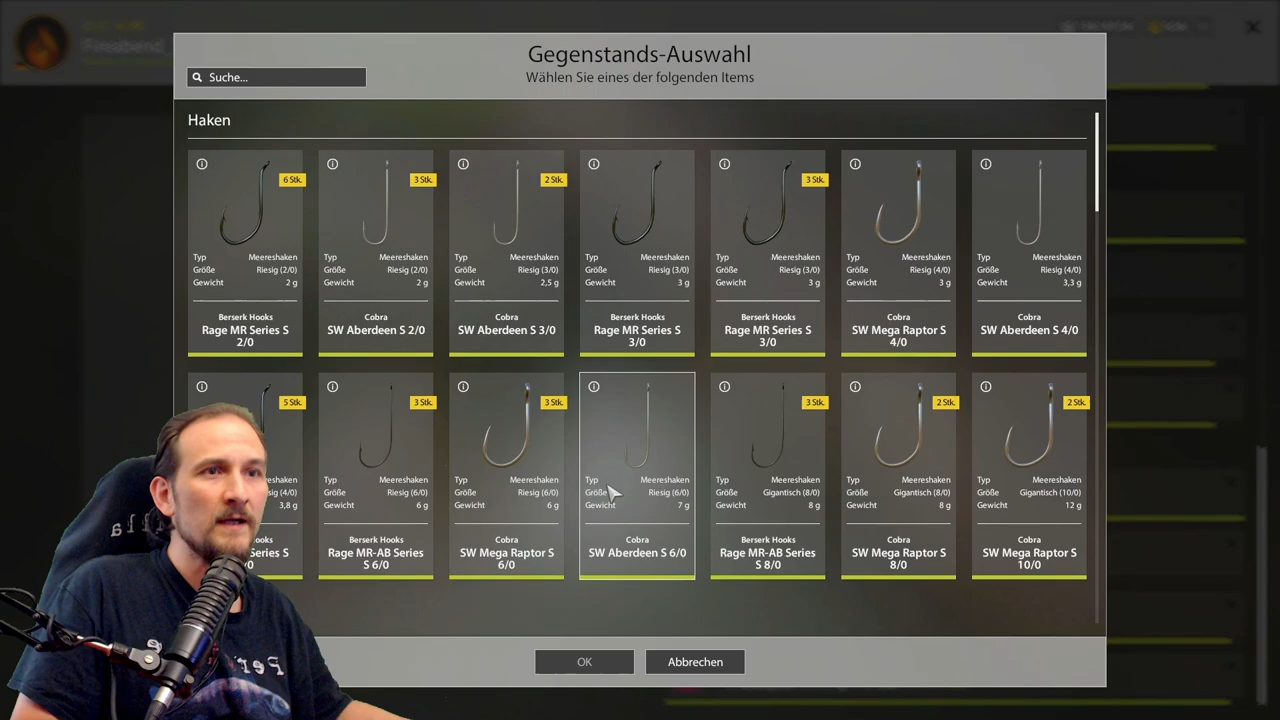 Gegenstands-Auswahl
Wählen Sie eines der folgenden Items
Suche...
Haken
6 Stk.
Typ Meereshaken
Größe Riesig (2/0)
Gewicht 2 g
Berserk Hooks
Rage MR Series S
2/0
3 Stk.
Typ Meereshaken
Größe Riesig (2/0)
Gewicht 2 g
Cobra
SW Aberdeen S 2/0
2 Stk.
Typ Meereshaken
Größe Riesig (3/0)
Gewicht 2,5 g
Cobra
SW Aberdeen S 3/0
Typ Meereshaken
Größe Riesig (3/0)
Gewicht 3 g
Berserk Hooks
Rage MR Series S
3/0
3 Stk.
Typ Meereshaken
Größe Riesig (3/0)
Gewicht 3 g
Berserk Hooks
Rage MR Series S
3/0
Typ Meereshaken
Größe Riesig (4/0)
Gewicht 3 g
Cobra
SW Mega Raptor S
4/0
Typ Meereshaken
Größe Riesig (4/0)
Gewicht 3,3 g
Cobra
SW Aberdeen S 4/0
5 Stk.
(4/0)
3,8 g
Series S
3 Stk.
Typ Meereshaken
Größe Riesig (6/0)
Gewicht 6 g
Berserk Hooks
Rage MR-AB Series
S 6/0
3 Stk.
Typ Meereshaken
Größe Riesig (6/0)
Gewicht 6 g
Cobra
SW Mega Raptor S
6/0
Typ Meereshaken
Größe Riesig (6/0)
Gewicht 7 g
Cobra
SW Aberdeen S 6/0
3 Stk.
Typ Meereshaken
Größe Gigantisch (8/0)
Gewicht 8 g
Berserk Hooks
Rage MR-AB Series
S 8/0
2 Stk.
Typ Meereshaken
Größe Gigantisch (8/0)
Gewicht 8 g
Cobra
SW Mega Raptor S
8/0
2 Stk.
Typ Meereshaken
Größe Gigantisch (10/0)
Gewicht 12 g
Cobra
SW Mega Raptor S
10/0
OK
Abbrechen